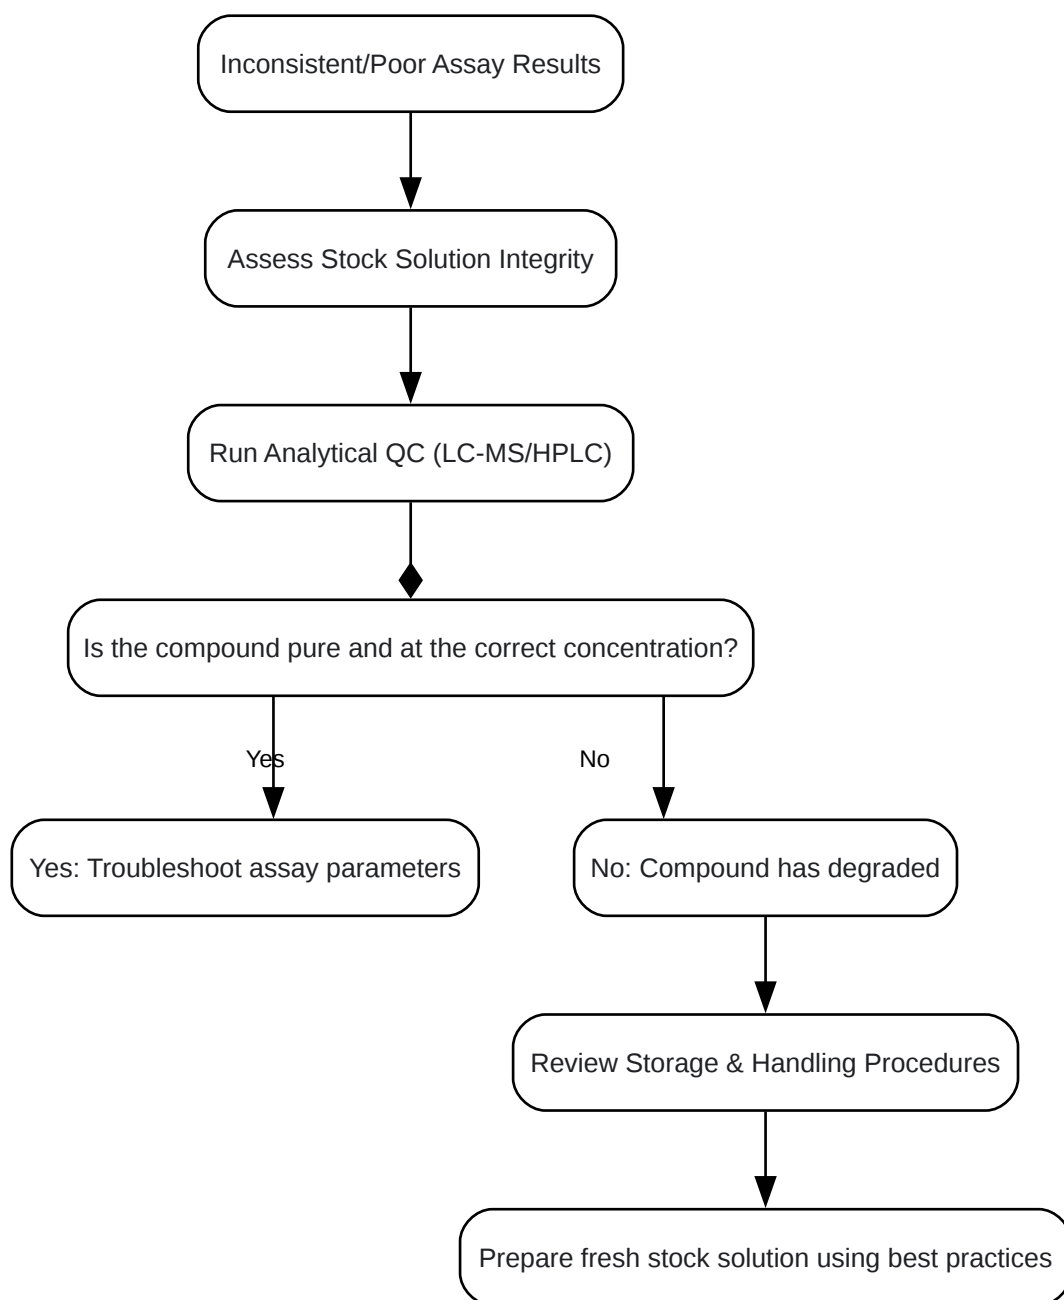 Inconsistent/Poor Assay Results
Assess Stock Solution Integrity
Run Analytical QC (LC-MS/HPLC)
Is the compound pure and at the correct concentration?
Yes
No
Yes: Troubleshoot assay parameters
No: Compound has degraded
Review Storage & Handling Procedures
Prepare fresh stock solution using best practices